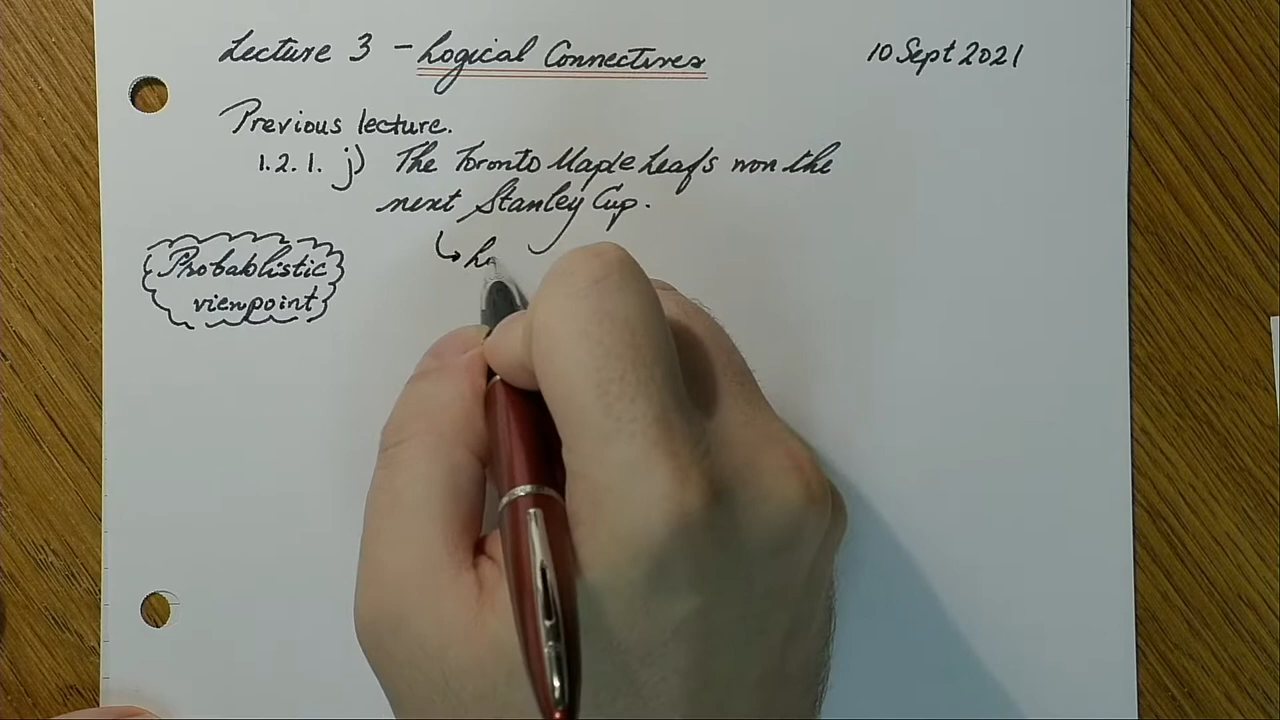 Lecture 3 - Logical Connectives
10 Sept 2021
Previous lecture.
1.2.1. j) The Toronto Maple Leafs won the
next Stanley Cup.
Probablistic
viewpoint